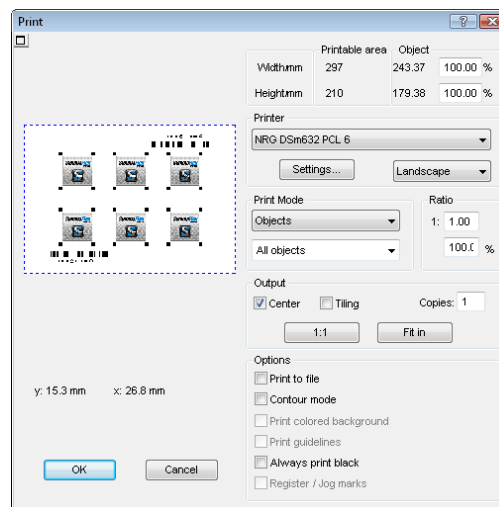 Print
Printable area Object
Width/mm 297 243.37 100.00 %
Height/mm 210 179.38 100.00 %
Printer
NRG DSm632 PCL 6
Settings... Landscape
Print Mode Ratio
Objects 1: 1.00
All objects 100.( %
Output
Center Tiling Copies: 1
1:1 Fit in
Options
Print to file
Contour mode
Print colored background
Print guidelines
Always print black
Register / Jog marks
y: 15.3 mm x: 26.8 mm
OK Cancel